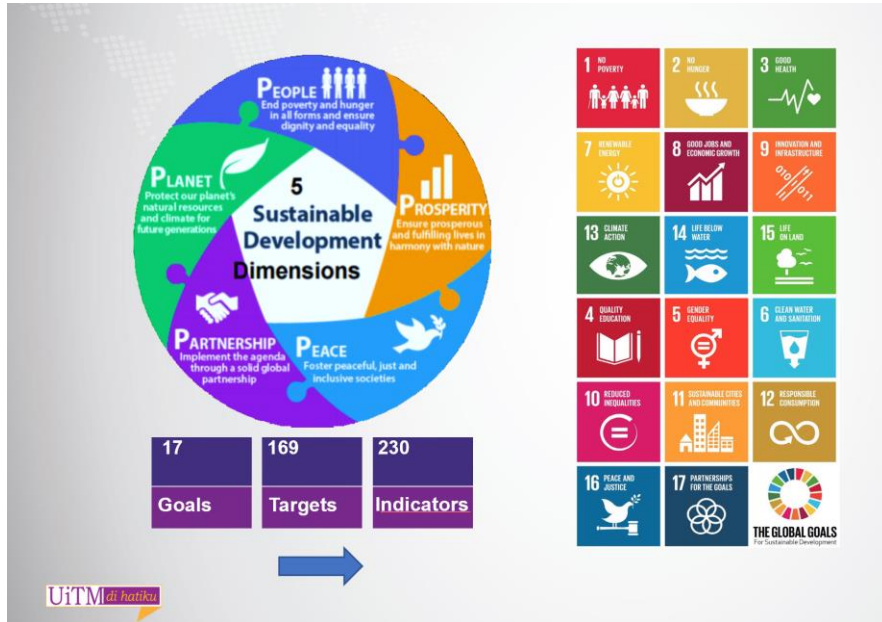 PEOPLE
End poverty and hunger
in all forms and ensure
dignity and equality
PLANET
Protect our planet's
natural resources
and climate for
future generations
5
Sustainable
Development
Dimensions
PROSPERITY
Ensure prosperous
and fulfilling lives in
harmony with nature
PARTNERSHIP
Implement the agenda
through a solid global
partnership
PEACE
Foster peaceful, just and
inclusive societies
17
169
230
Goals
Targets
Indicators
1 NO
POVERTY
2 NO
HUNGER
3 GOOD
HEALTH
7 RENEWABLE
ENERGY
8 GOOD JOBS AND
ECONOMIC GROWTH
9 INNOVATION AND
INFRASTRUCTURE
13 CLIMATE
ACTION
14 LIFE BELOW
WATER
15 LIFE
ON LAND
4 QUALITY
EDUCATION
5 GENDER
EQUALITY
6 CLEAN WATER
AND SANITATION
10 REDUCED
INEQUALITIES
11 SUSTAINABLE CITIES
AND COMMUNITIES
12 RESPONSIBLE
CONSUMPTION
16 PEACE AND
JUSTICE
17 PARTNERSHIPS
FOR THE GOALS
THE GLOBAL GOALS
For Sustainable Development
UiTM di hatiku